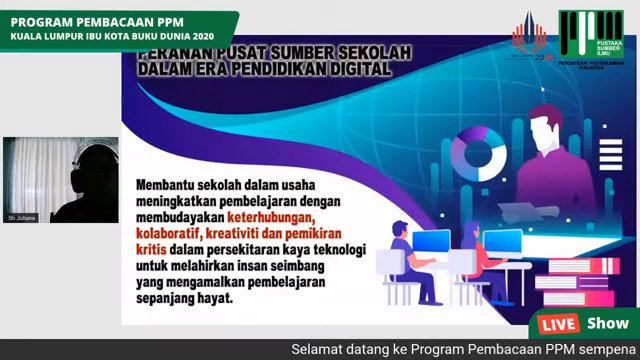 PROGRAM PEMBACAAN PPM
KUALA LUMPUR IBU KOTA BUKU DUNIA 2020
PERANAN PUSAT SUMBER SEKOLAH
DALAM ERA PENDIDIKAN DIGITAL
PUSTAKA
SUMBER
ILMU
PERSATUAN PUSTAKAWAN
MALAYSIA
Membantu sekolah dalam usaha
meningkatkan pembelajaran dengan
membudayakan keterhubungan,
kolaboratif, kreativiti dan pemikiran
kritis dalam persekitaran kaya teknologi
untuk melahirkan insan seimbang
yang mengamalkan pembelajaran
sepanjang hayat.
Sh Juliana
LIVE Show
Selamat datang ke Program Pembacaan PPM sempena